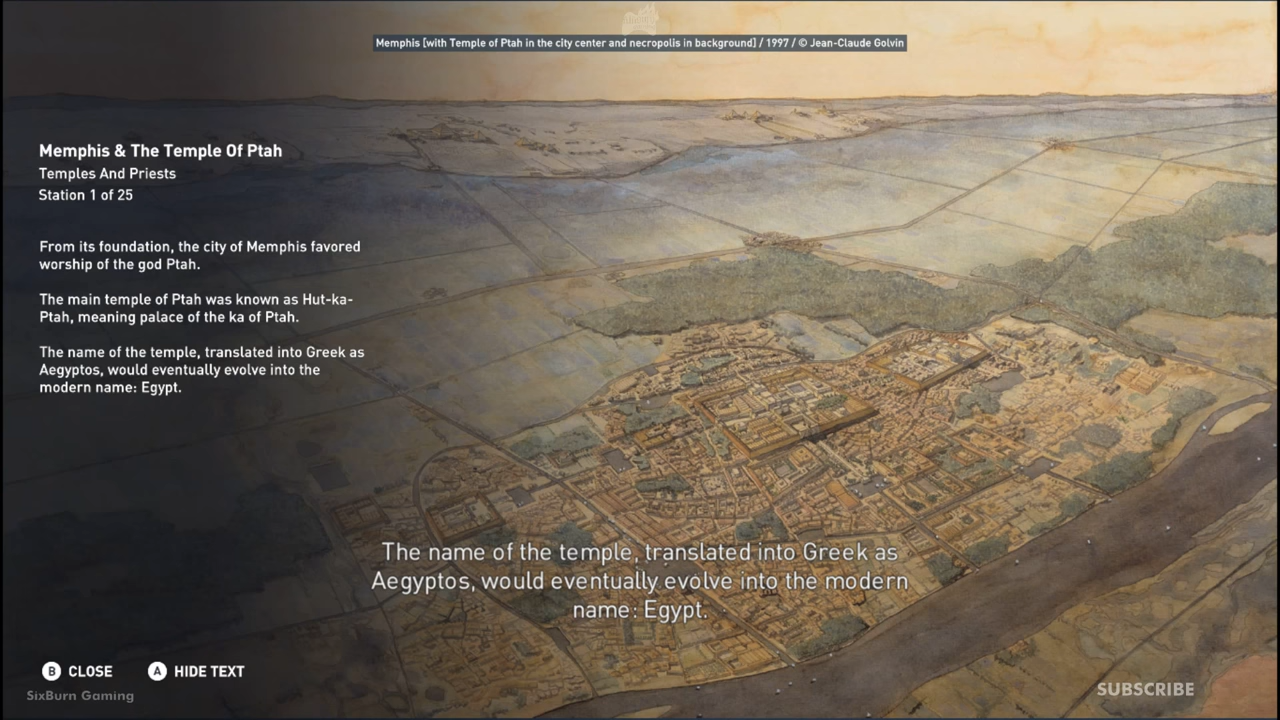 Memphis [with Temple of Ptah in the city center and necropolis in background] / 1997 / © Jean-Claude Golvin
Memphis & The Temple Of Ptah
Temples And Priests
Station 1 of 25
From its foundation, the city of Memphis favored
worship of the god Ptah.
The main temple of Ptah was known as Hut-ka-
Ptah, meaning palace of the ka of Ptah.
The name of the temple, translated into Greek as
Aegyptos, would eventually evolve into the
modern name: Egypt.
The name of the temple, translated into Greek as
Aegyptos, would eventually evolve into the modern
name: Egypt.
B CLOSE A HIDE TEXT
SixBurn Gaming
SUBSCRIBE